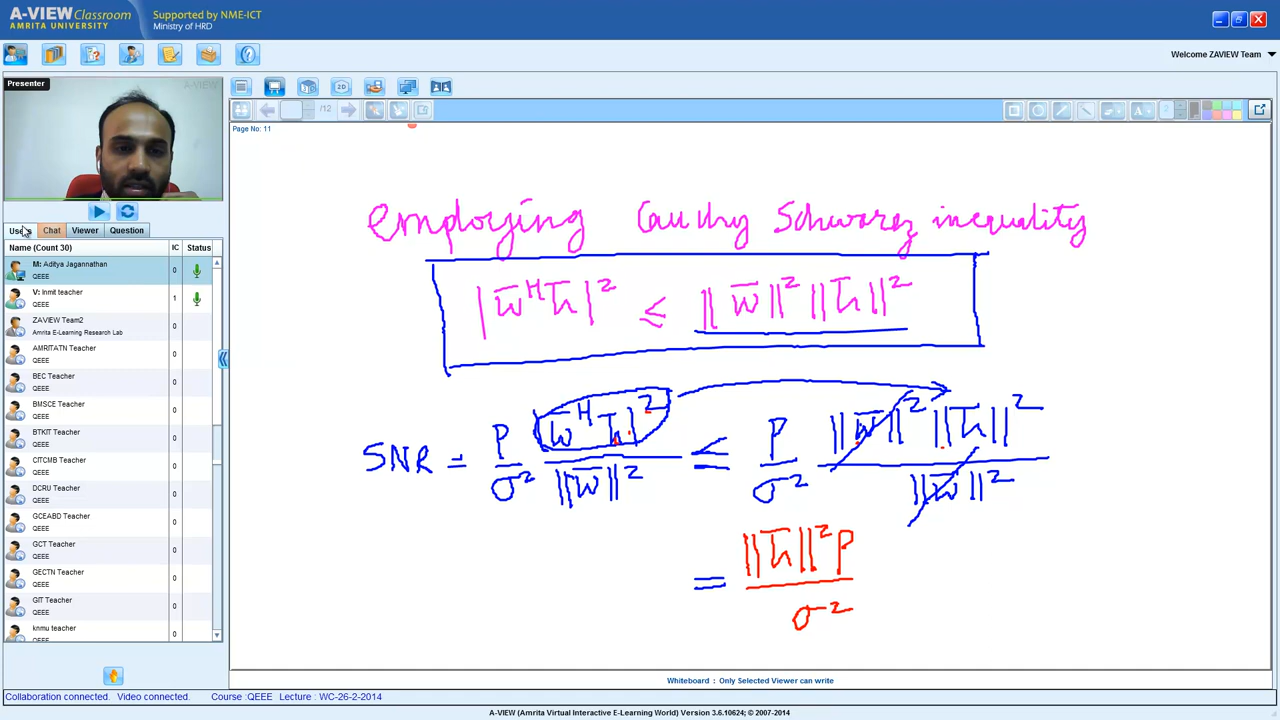 A-VIEW Classroom
AMRITA UNIVERSITY
Supported by NME-ICT
Ministry of HRD
Welcome ZAVIEW Team
Presenter
A-VIEW
/12
Page No: 11
Chat Viewer Question
Name (Count 30) IC Status
M: Aditya Jagannathan
QEEE 0
V: Inmit teacher
QEEE 1
ZAVIEW Team2
Amrita E-Learning Research Lab 0
AMRITATN Teacher
QEEE 0
BEC Teacher
QEEE 0
BMSCE Teacher
QEEE 0
BTKIT Teacher
QEEE 0
CITCMB Teacher
QEEE 0
DCRU Teacher
QEEE 0
GCEABD Teacher
QEEE 0
GCT Teacher
QEEE 0
GECTN Teacher
QEEE 0
GIT Teacher
QEEE 0
knmu teacher
QEEE 0
Employing Cauchy Schwarz inequality
|w̅ᴴh̅|² ≤ ||w̅||² ||h̅||²
SNR = P/σ² |w̅ᴴ h̅|²/||w̅||² ≤ P/σ² ||w̅||² ||h̅||²/||w̅||²
= ||h̅||² P/σ²
Whiteboard : Only Selected Viewer can write
Collaboration connected. Video connected. Course :QEEE Lecture : WC-26-2-2014
A-VIEW (Amrita Virtual Interactive E-Learning World) Version 3.6.10624; © 2007-2014